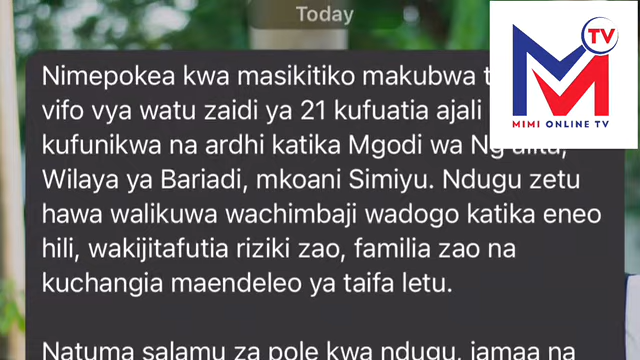 Today
Nimepokea kwa masikitiko makubwa
vifo vya watu zaidi ya 21 kufuatia ajali
kufunikwa na ardhi katika Mgodi wa
Wilaya ya Bariadi, mkoani Simiyu. Ndugu zetu
hawa walikuwa wachimbaji wadogo katika eneo
hili, wakijitafutia riziki zao, familia zao na
kuchangia maendeleo ya taifa letu.
Natuma salamu za pole kwa ndugu, jamaa na
TV
MIMI ONLINE TV